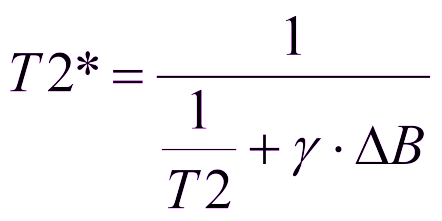 T2* = 1 / (1/T2 + γ · ΔB)